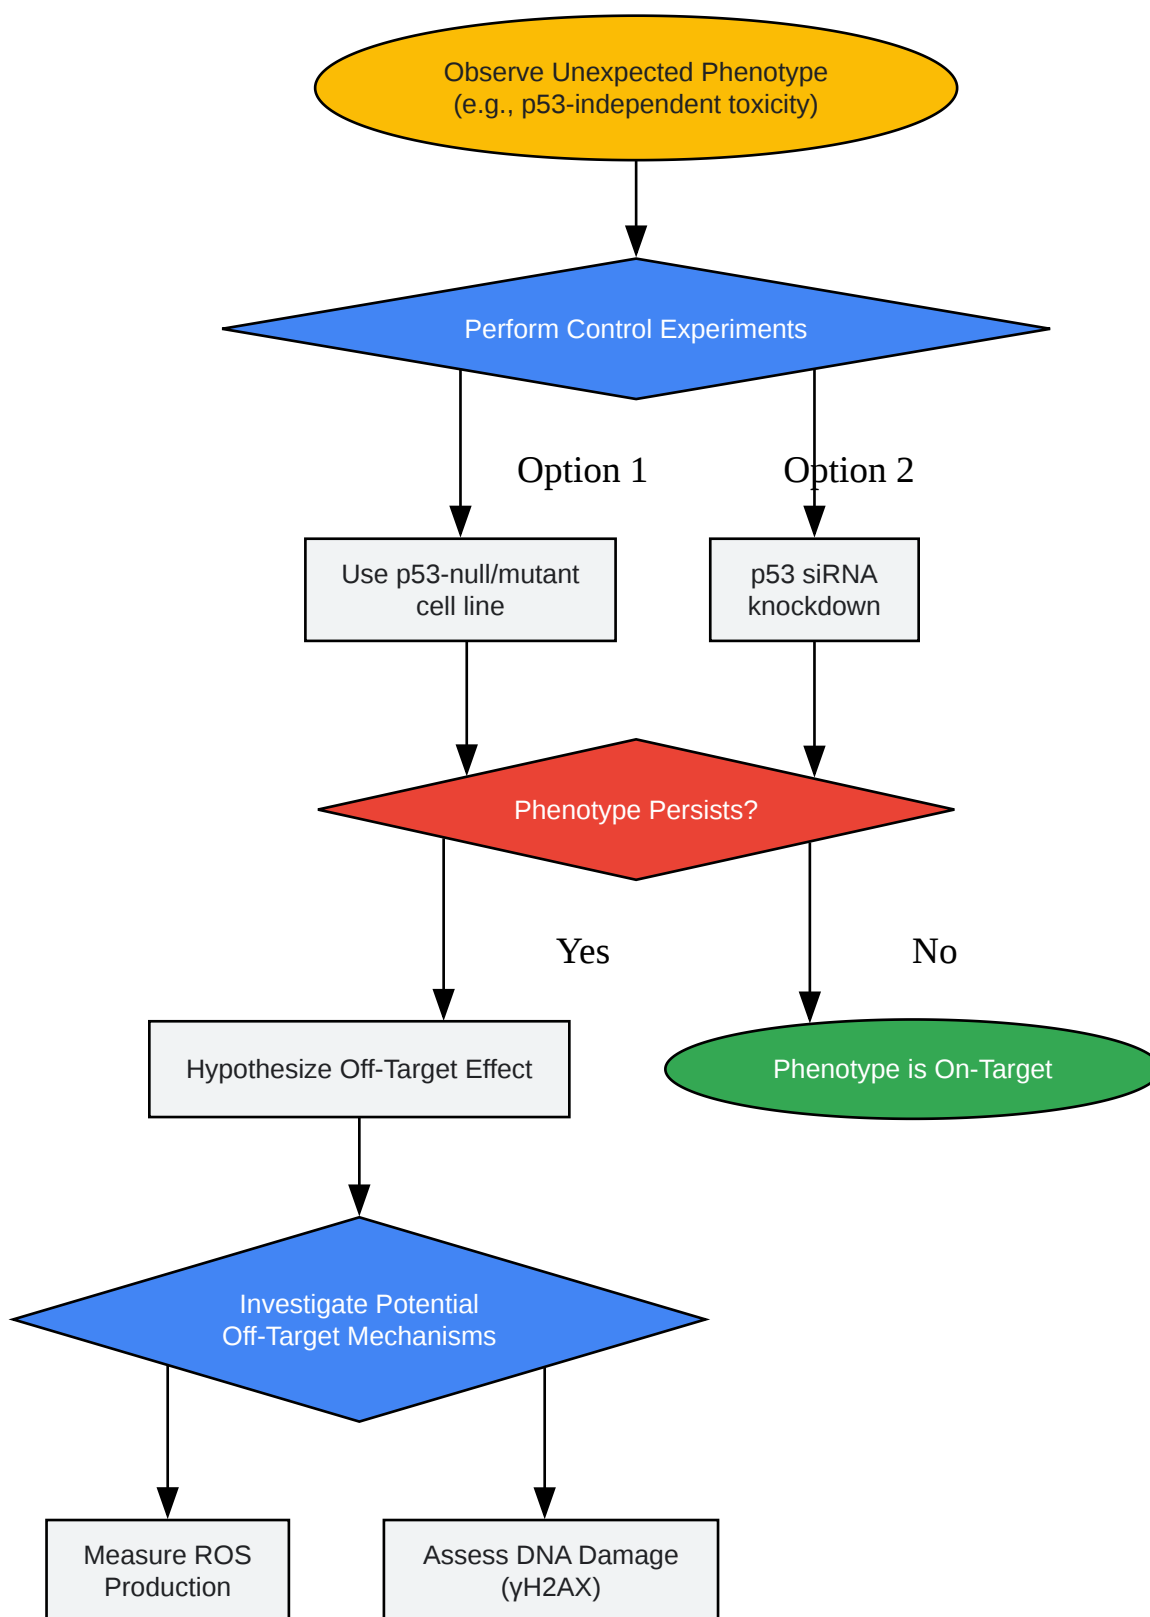 Observe Unexpected Phenotype
(e.g., p53-independent toxicity)
Perform Control Experiments
Option 1
Option 2
Use p53-null/mutant
cell line
p53 siRNA
knockdown
Phenotype Persists?
Yes
No
Hypothesize Off-Target Effect
Phenotype is On-Target
Investigate Potential
Off-Target Mechanisms
Measure ROS
Production
Assess DNA Damage
(γH2AX)